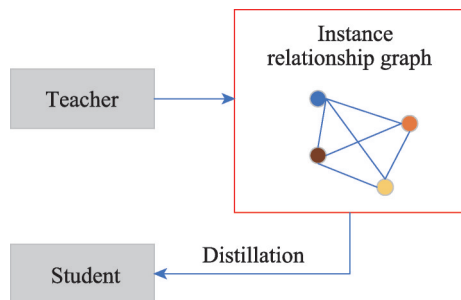 Instance
relationship graph
Teacher
Distillation
Student